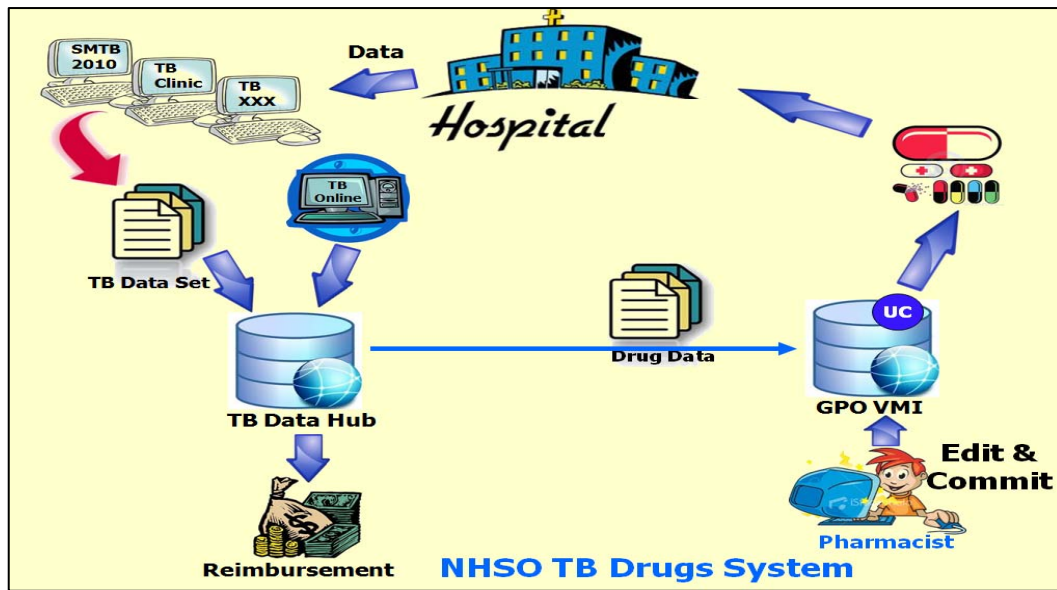 SMTB
2010
TB
Clinic
TB
XXX
Data
Hospital
TB
Online
TB Data Set
UC
Drug Data
TB Data Hub
GPO VMI
Edit &
Commit
Pharmacist
Reimbursement
NHSO TB Drugs System